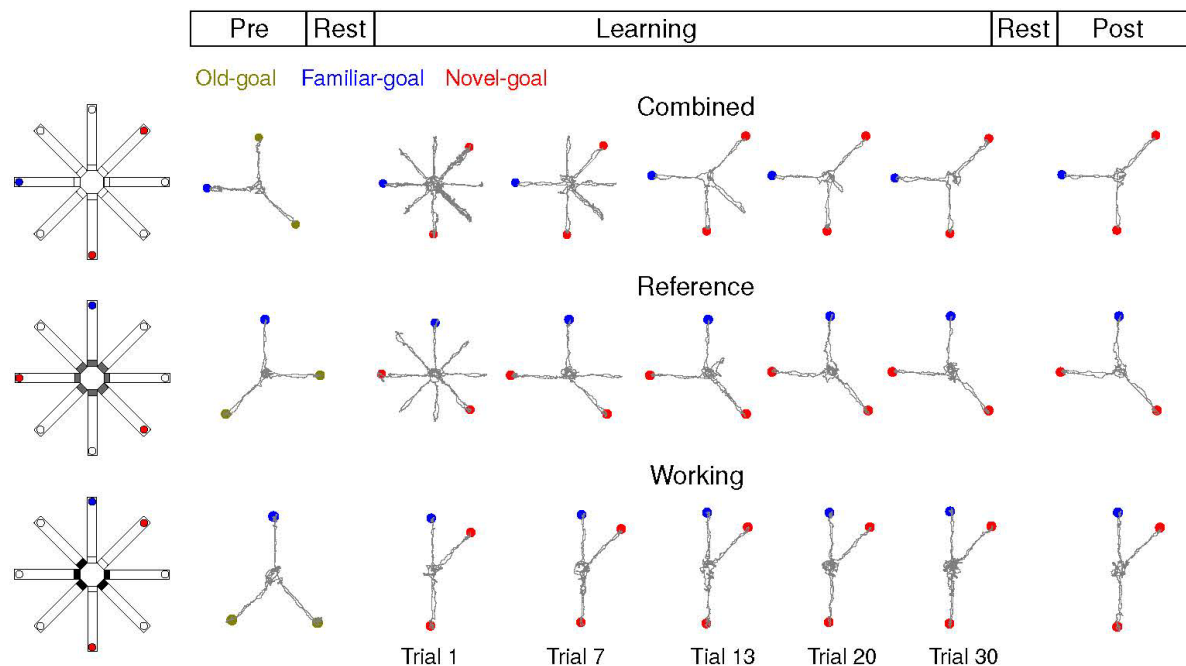 Pre Rest Learning Rest Post
Old-goal Familiar-goal Novel-goal
Combined
Reference
Working
Trial 1 Trial 7 Tial 13 Trial 20 Trial 30